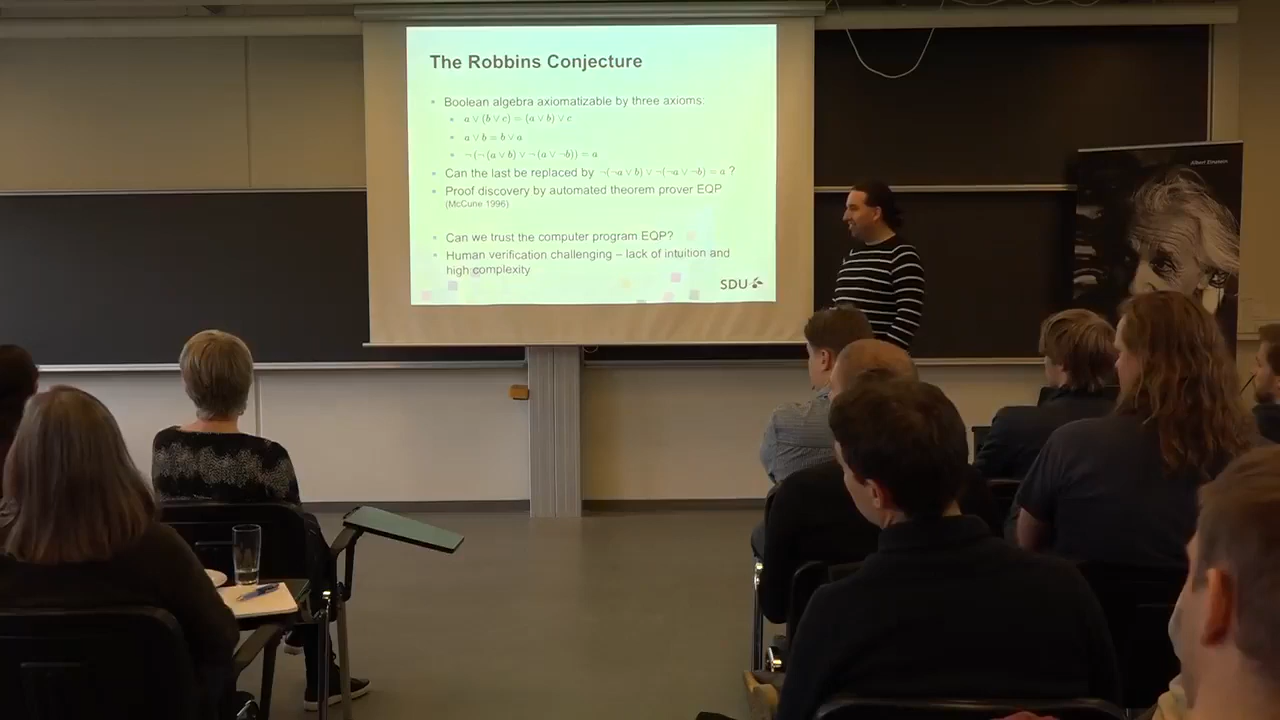 The Robbins Conjecture
Boolean algebra axiomatizable by three axioms:
a ∨ (b ∨ c) = (a ∨ b) ∨ c
a ∨ b = b ∨ a
¬(¬(a ∨ b) ∨ ¬(a ∨ ¬b)) = a
Can the last be replaced by ¬(¬a ∨ b) ∨ ¬(¬a ∨ ¬b) = a ?
Proof discovery by automated theorem prover EQP
(McCune 1996)
Can we trust the computer program EQP?
Human verification challenging – lack of intuition and
high complexity
SDU
Albert Einstein